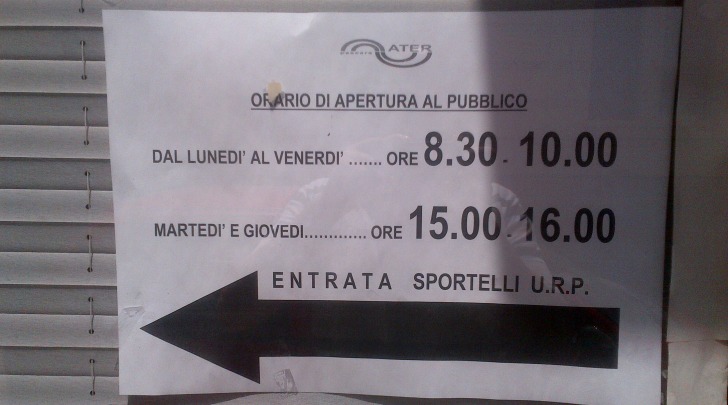 ATER
ORARIO DI APERTURA AL PUBBLICO
DAL LUNEDI' AL VENERDI' ....... ORE 8.30 - 10.00
MARTEDI' E GIOVEDI............. ORE 15.00 - 16.00
ENTRATA SPORTELLI U.R.P.